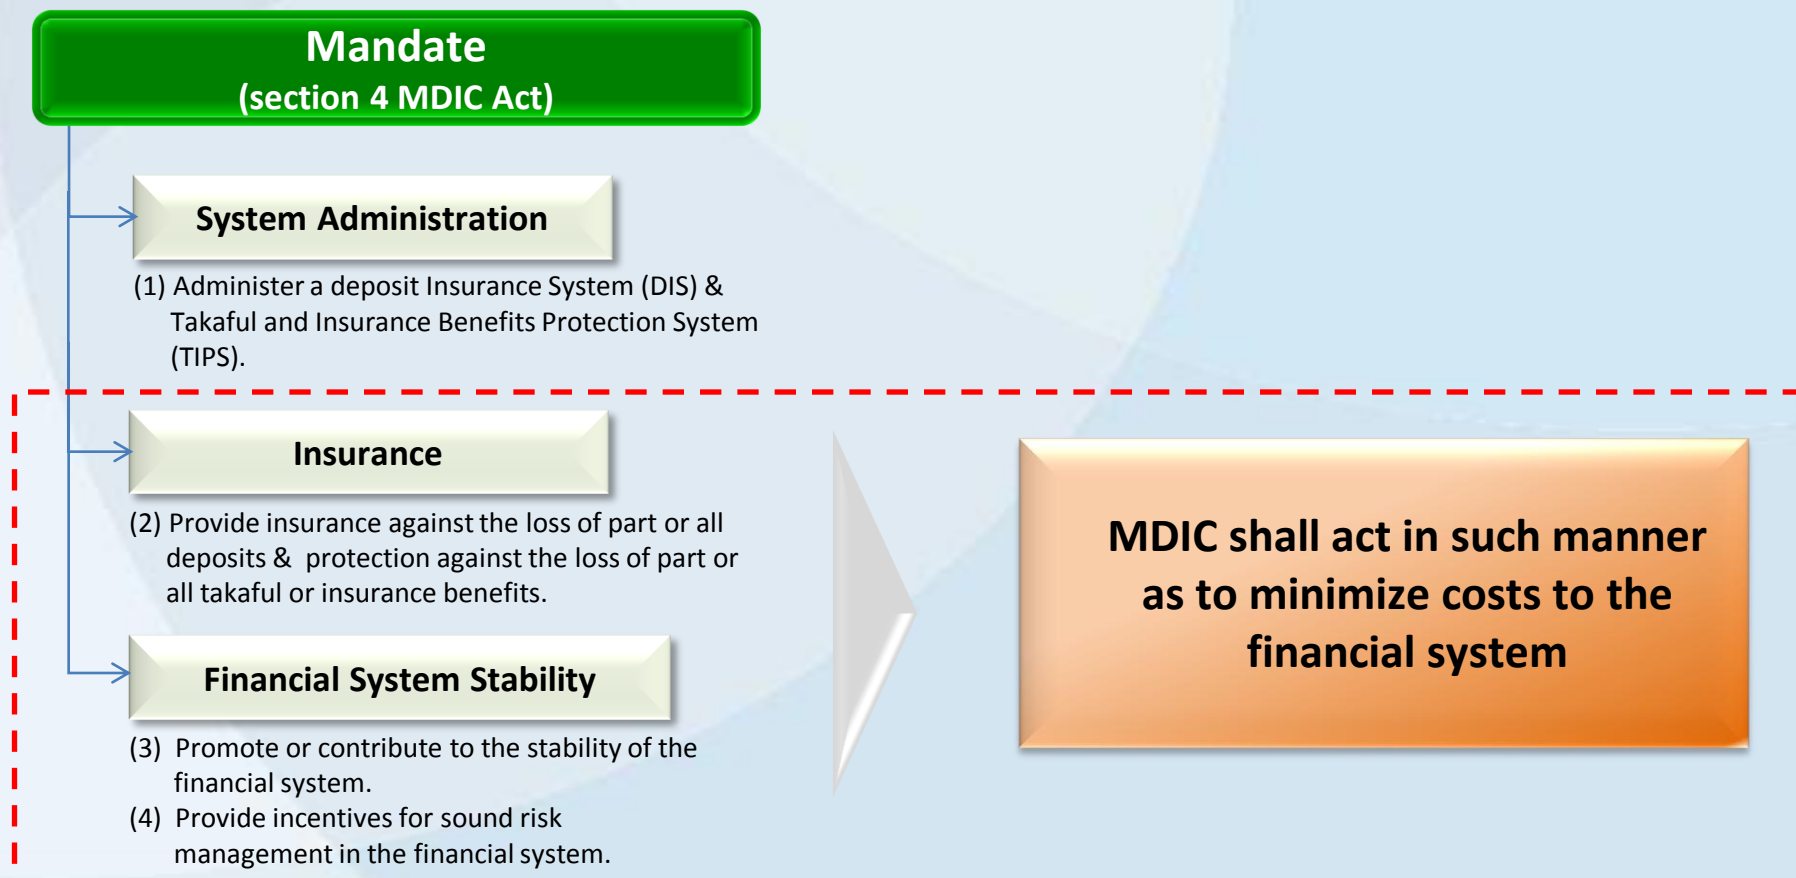 Mandate
(section 4 MDIC Act)
System Administration
(1) Administer a deposit Insurance System (DIS) &
Takaful and Insurance Benefits Protection System
(TIPS).
Insurance
(2) Provide insurance against the loss of part or all
deposits & protection against the loss of part or
all takaful or insurance benefits.
Financial System Stability
(3) Promote or contribute to the stability of the
financial system.
(4) Provide incentives for sound risk
management in the financial system.
MDIC shall act in such manner
as to minimize costs to the
financial system